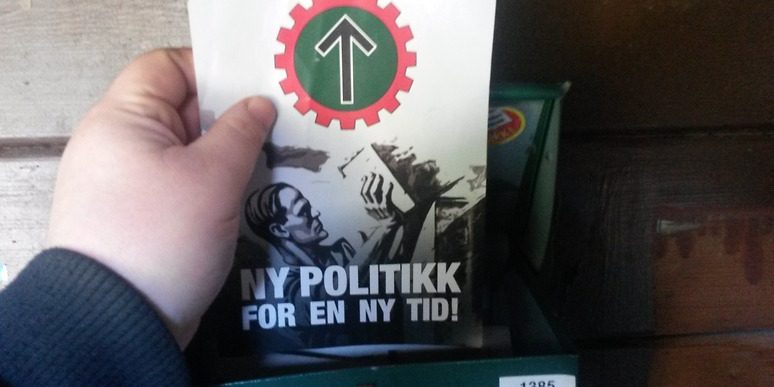 NY POLITIKK
FOR EN NY TID!
1385